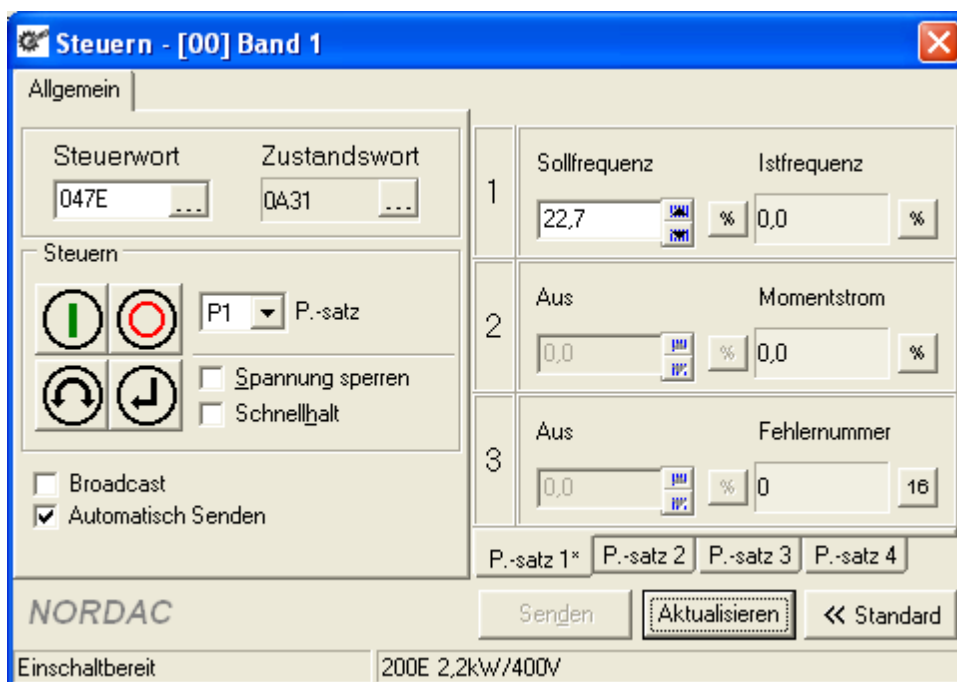 Steuern - [00] Band 1
Allgemein
Steuerwort
Zustandswort
047E ...
0A31 ...
Steuern
P1
P.-satz
Spannung sperren
Schnellhalt
Broadcast
Automatisch Senden
1
Sollfrequenz
Istfrequenz
22,7
%
0,0
%
2
Aus
Momentstrom
0,0
%
0,0
%
3
Aus
Fehlernummer
0,0
%
0
16
P.-satz 1*
P.-satz 2
P.-satz 3
P.-satz 4
NORDAC
Senden
Aktualisieren
<< Standard
Einschaltbereit
200E 2,2kW/400V